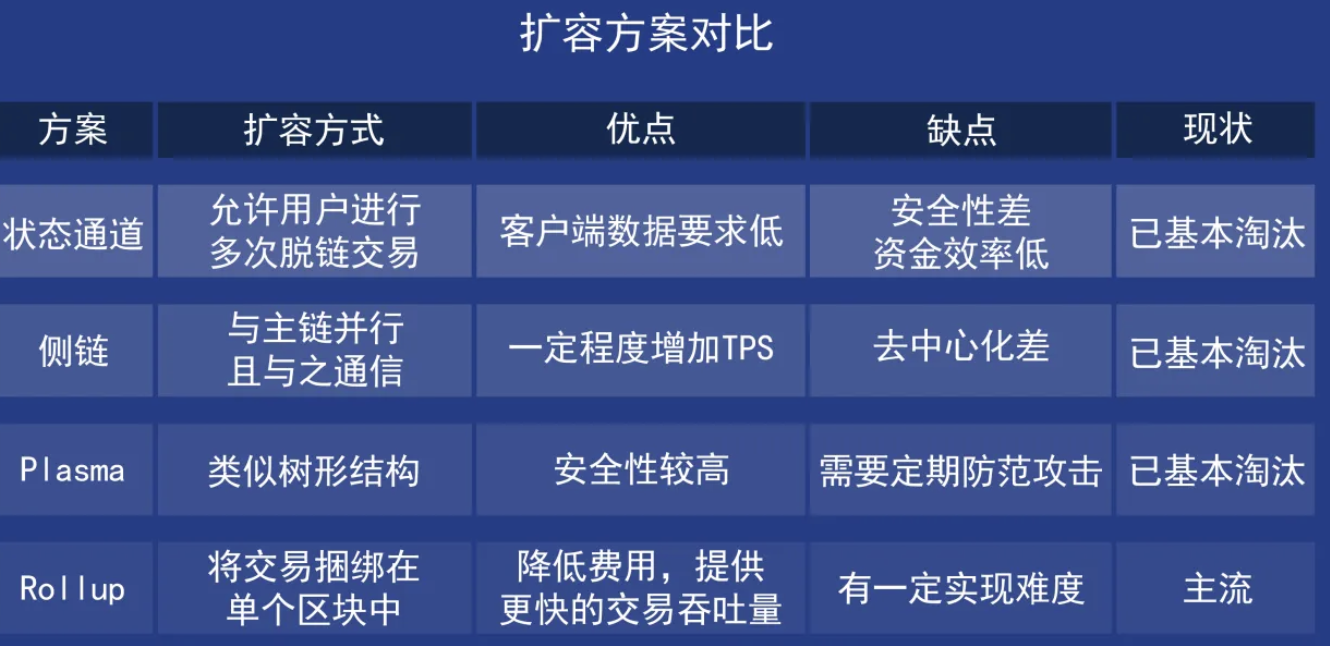 扩容方案对比
方案 扩容方式 优点 缺点 现状
状态通道
允许用户进行
多次脱链交易
客户端数据要求低
安全性差
资金效率低
已基本淘汰
侧链
与主链并行
且与之通信
一定程度增加TPS
去中心化差
已基本淘汰
Plasma
类似树形结构
安全性较高
需要定期防范攻击
已基本淘汰
Rollup
将交易捆绑在
单个区块中
降低费用，提供
更快的交易吞吐量
有一定实现难度
主流